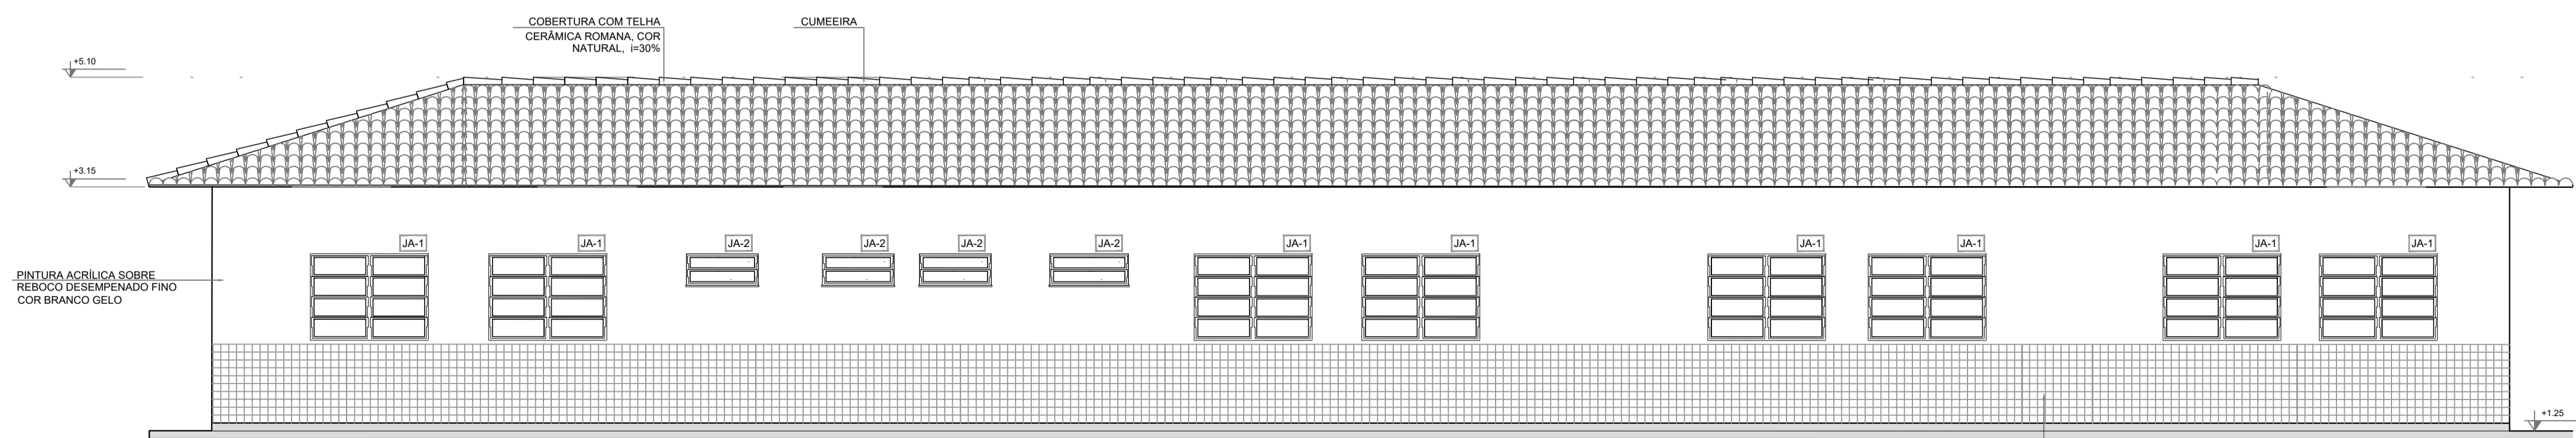 COBERTURA COM TELHA
CERÂMICA ROMANA, COR
NATURAL, i=30%
CUMEEIRA
+5.10
+3.15
JA-1
JA-1
JA-2
JA-2
JA-2
JA-2
JA-1
JA-1
JA-1
JA-1
JA-1
JA-1
PINTURA ACRÍLICA SOBRE
REBOCO DESEMPENADO FINO
COR BRANCO GELO
+1.25